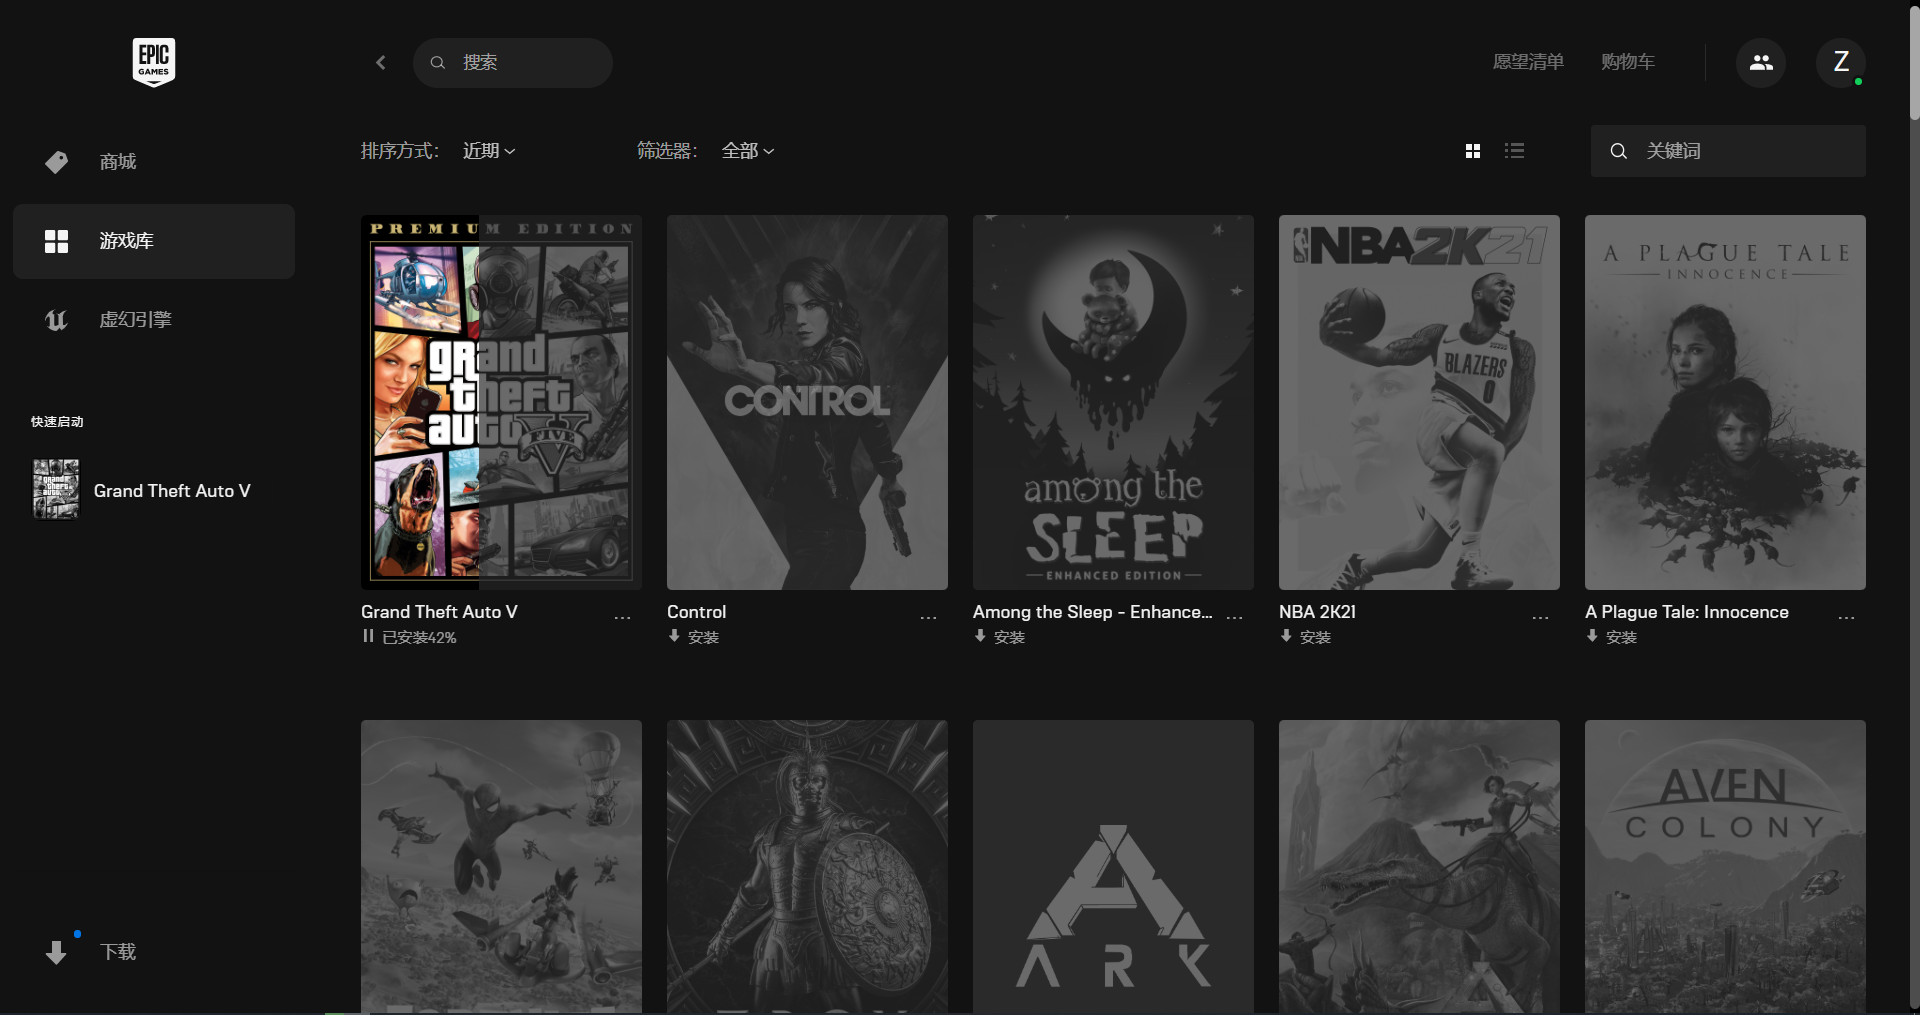 EPIC
GAMES
搜索
愿望清单
购物车
Z
商城
游戏库
虚幻引擎
快速启动
Grand Theft Auto V
下载
排序方式：
近期
筛选器：
全部
关键词
PREMIUM EDITION
grand
theft
auto
FIVE
V
CONTROL
among the
SLEEP
ENHANCED EDITION
NBA2K21
BLAZERS
0
A PLAGUE TALE
INNOCENCE
Grand Theft Auto V
...
已安装42%
Control
...
安装
Among the Sleep - Enhance...
...
安装
NBA 2K21
...
安装
A Plague Tale: Innocence
...
安装
ARK
AVEN
COLONY